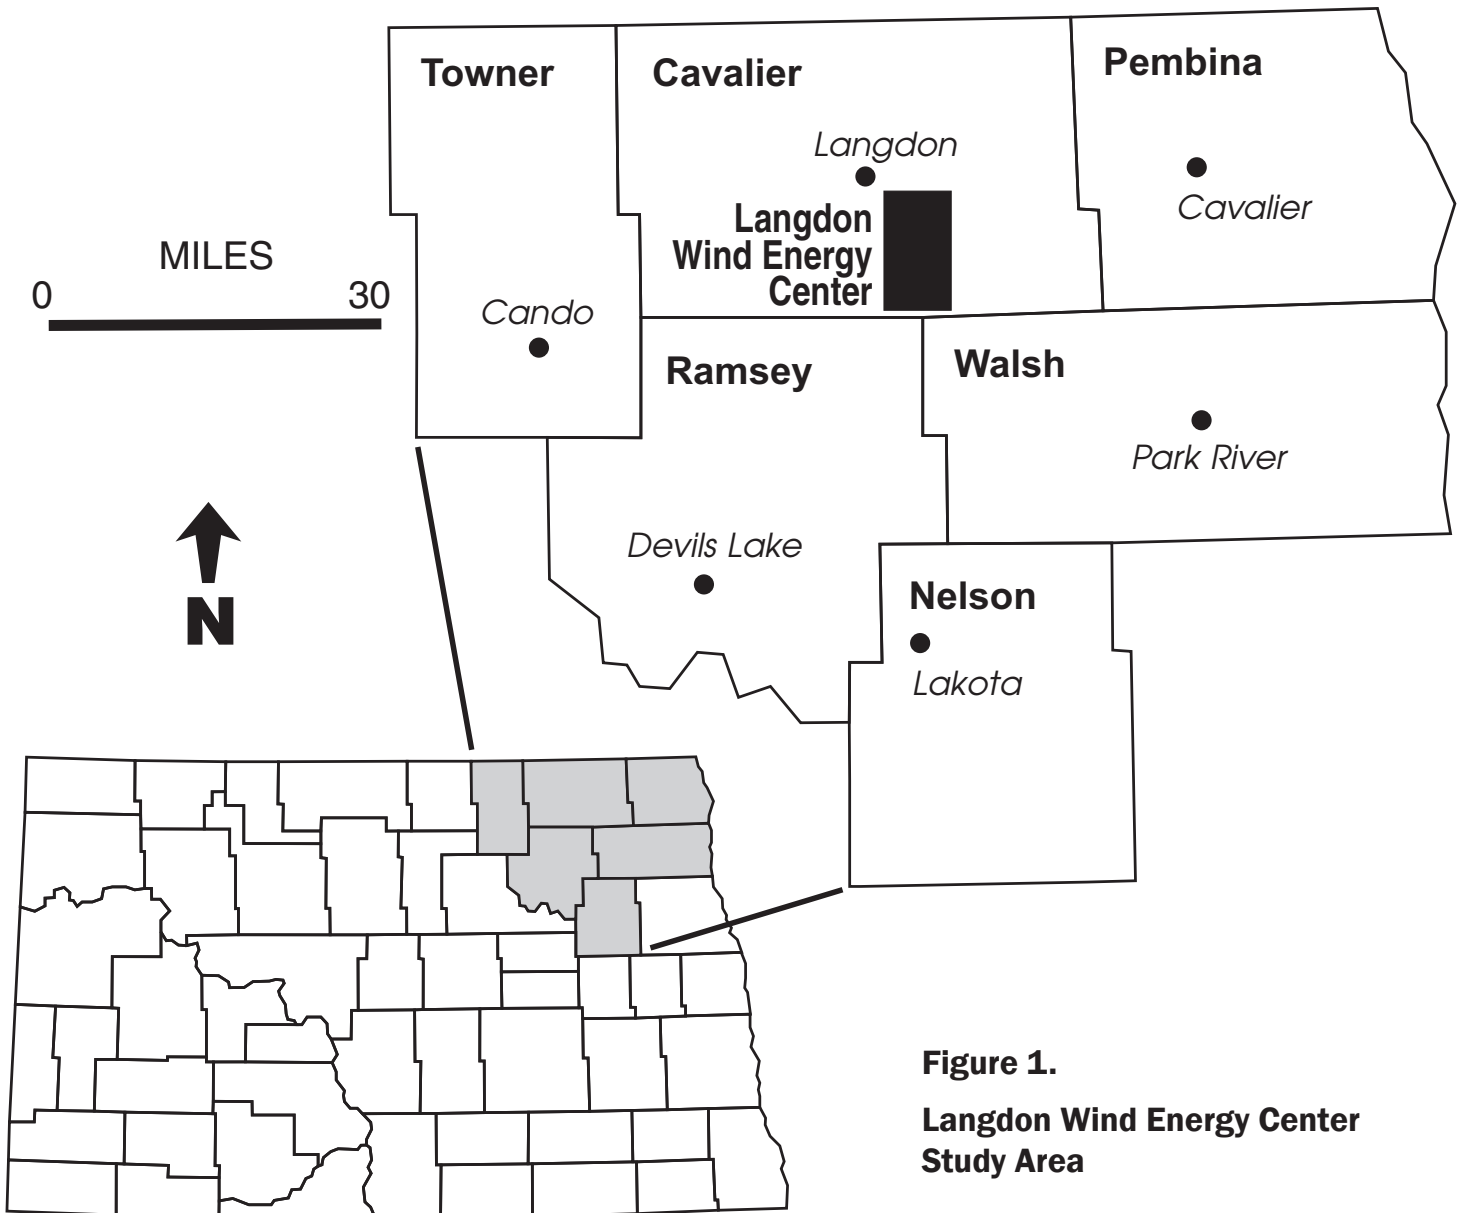 Towner
Cavalier
Pembina
Langdon
Cavalier
Langdon
Wind Energy
Center
MILES
0 30
Cando
Ramsey
Walsh
Park River
Devils Lake
N
Nelson
Lakota
Figure 1.
Langdon Wind Energy Center
Study Area